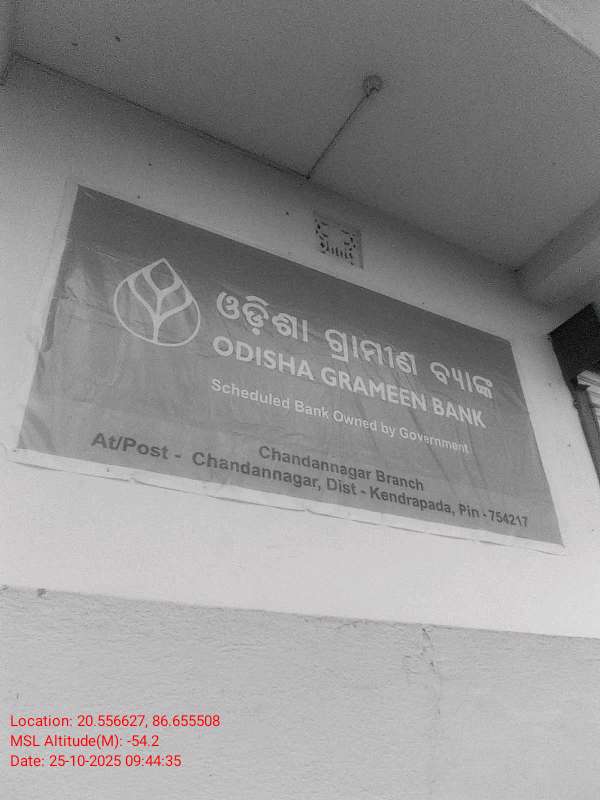 ଓଡ଼ିଶା ଗ୍ରାମୀଣ ବ୍ୟାଙ୍କ
ODISHA GRAMEEN BANK
Scheduled Bank Owned by Government
Chandannagar Branch
At/Post - Chandannagar, Dist - Kendrapada, Pin - 754217
Location: 20.556627, 86.655508
MSL Altitude(M): -54.2
Date: 25-10-2025 09:44:35